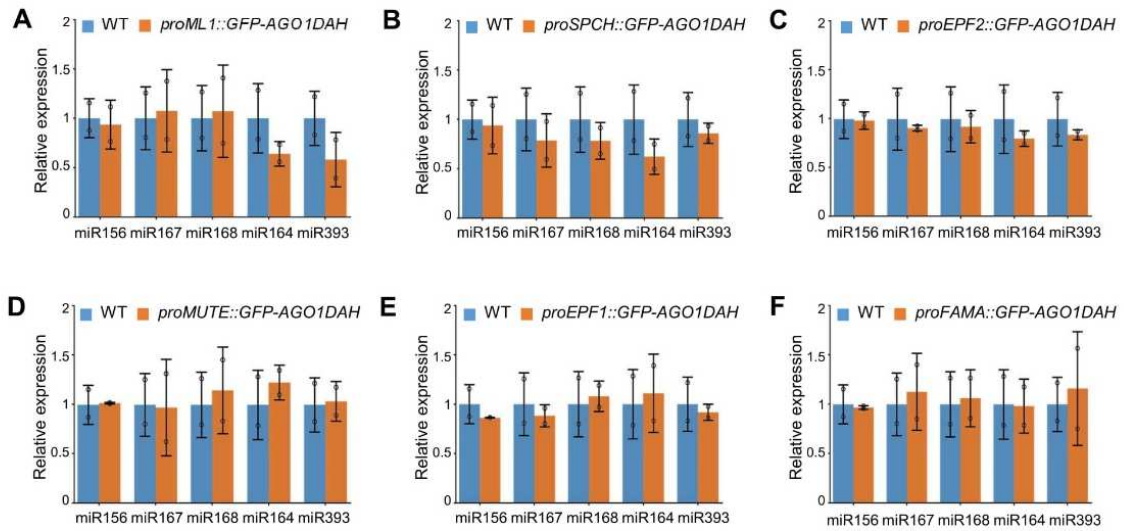 A
WT proML1::GFP-AGO1DAH
Relative expression
2
1.5
1
0.5
0
miR156 miR167 miR168 miR164 miR393
B
WT proSPCH::GFP-AGO1DAH
Relative expression
2
1.5
1
0.5
0
miR156 miR167 miR168 miR164 miR393
C
WT proEPF2::GFP-AGO1DAH
Relative expression
2
1.5
1
0.5
0
miR156 miR167 miR168 miR164 miR393
D
WT proMUTE::GFP-AGO1DAH
Relative expression
2
1.5
1
0.5
0
miR156 miR167 miR168 miR164 miR393
E
WT proEPF1::GFP-AGO1DAH
Relative expression
2
1.5
1
0.5
0
miR156 miR167 miR168 miR164 miR393
F
WT proFAMA::GFP-AGO1DAH
Relative expression
2
1.5
1
0.5
0
miR156 miR167 miR168 miR164 miR393